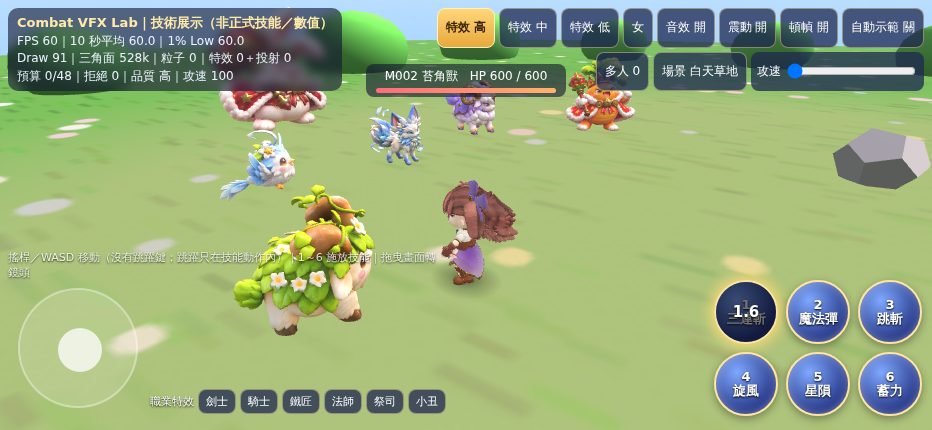 Combat VFX Lab｜技術展示（非正式技能／數值）
FPS 60｜10 秒平均 60.0｜1% Low 60.0
Draw 91｜三角面 528k｜粒子 0｜特效 0＋投射 0
預算 0/48｜拒絕 0｜品質 高｜攻速 100
特效 高
特效 中
特效 低
女
音效 開
震動 開
頓幀 開
自動示範 關
M002 苔角獸 HP 600 / 600
多人 0
場景 白天草地
攻速
搖桿／WASD 移動（沒有跳躍鍵；跳躍只在技能動作內）｜1～6 施放技能｜拖曳畫面轉
鏡頭
1
三連斬
1.6
2
魔法彈
3
跳斬
4
旋風
5
星隕
6
蓄力
職業特效
劍士
騎士
鐵匠
法師
祭司
小丑